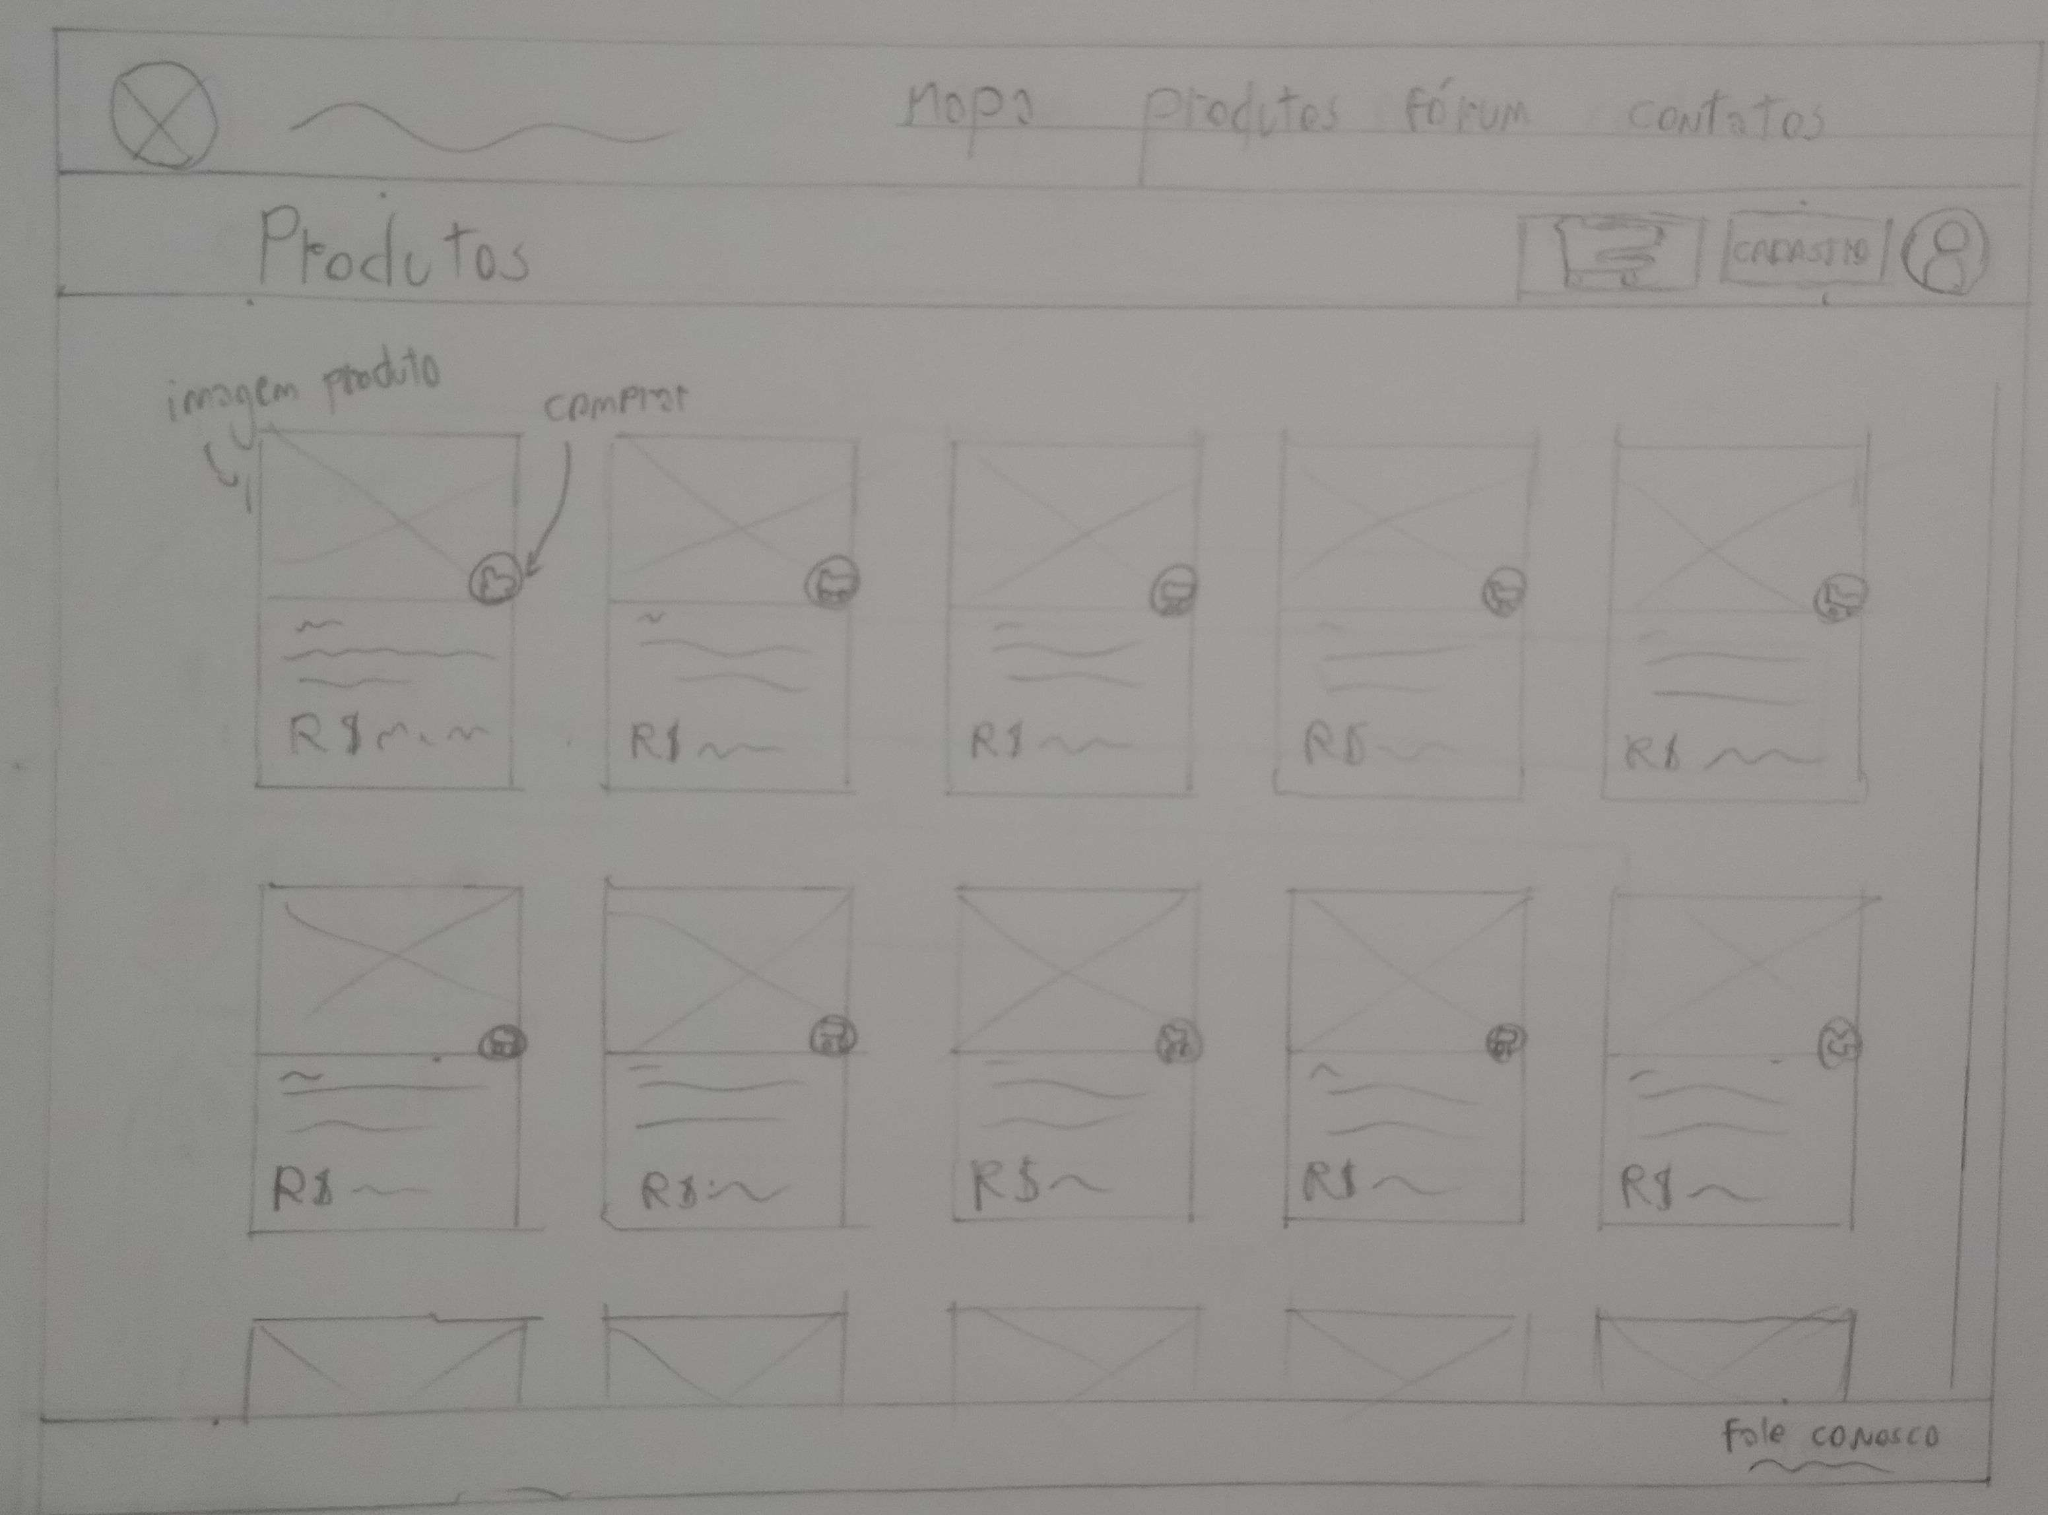 Mapa produtos Fórum contatos
Produtos
CADASTRO
imagem produto
comprar
R$ R$ R$ R$ R$
R$ R$ R$ R$ R$
Fale conosco